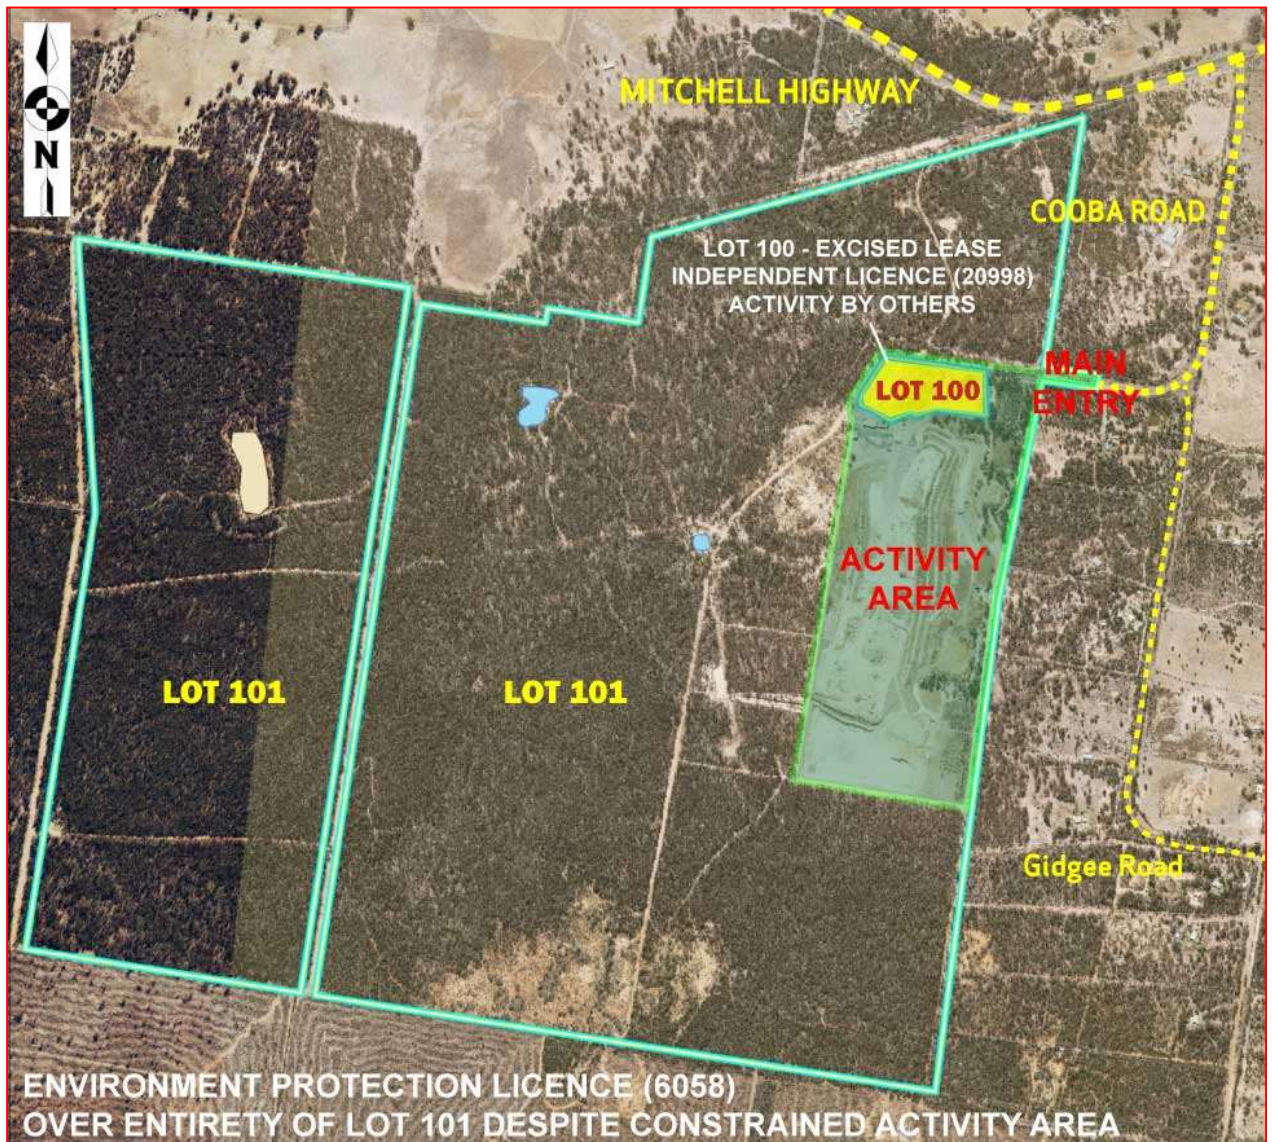 N
MITCHELL HIGHWAY
COOBA ROAD
LOT 100 - EXCISED LEASE
INDEPENDENT LICENCE (20998)
ACTIVITY BY OTHERS
MAIN
ENTRY
LOT 100
ACTIVITY
AREA
LOT 101
LOT 101
Gidgee Road
ENVIRONMENT PROTECTION LICENCE (6058)
OVER ENTIRETY OF LOT 101 DESPITE CONSTRAINED ACTIVITY AREA